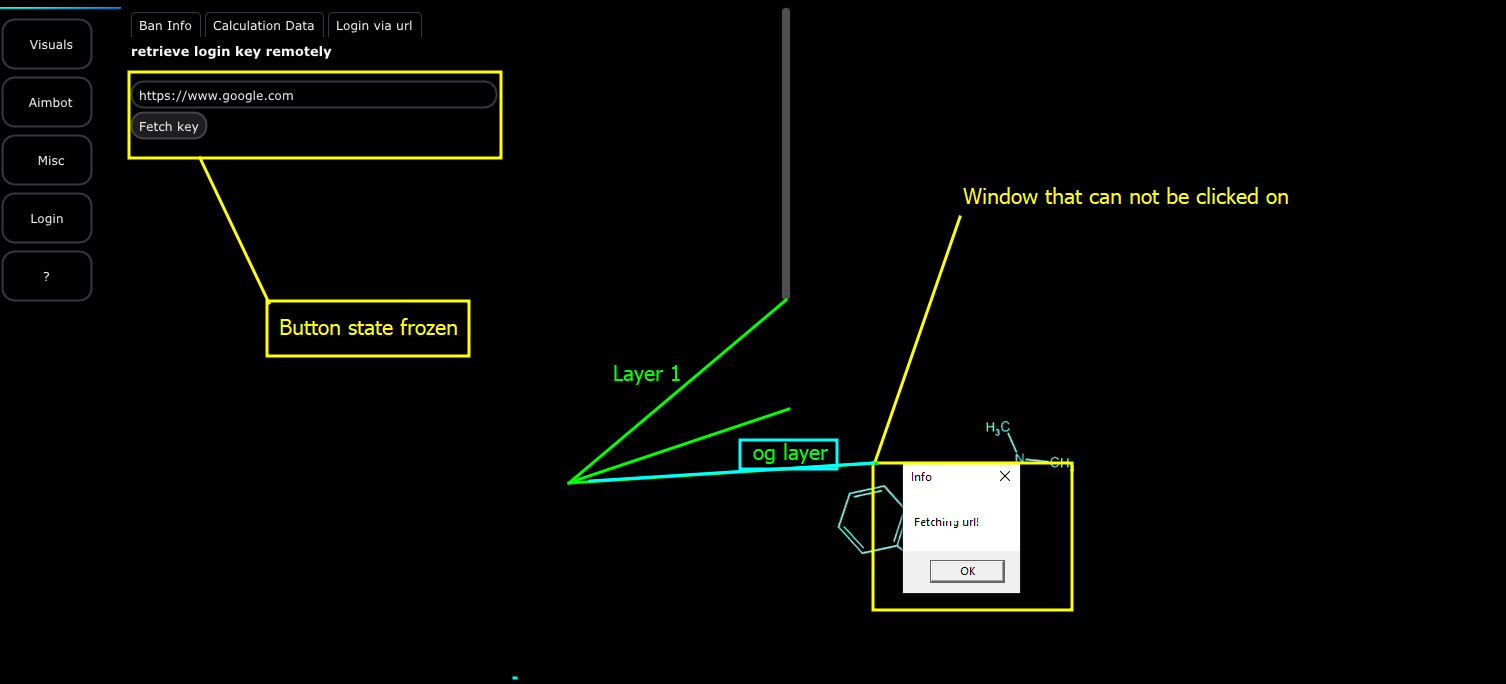 Visuals
Aimbot
Misc
Login
?
Ban Info
Calculation Data
Login via url
retrieve login key remotely
https://www.google.com
Fetch key
Button state frozen
Window that can not be clicked on
Layer 1
og layer
H3C
N
CH3
Info
Fetching url!
OK